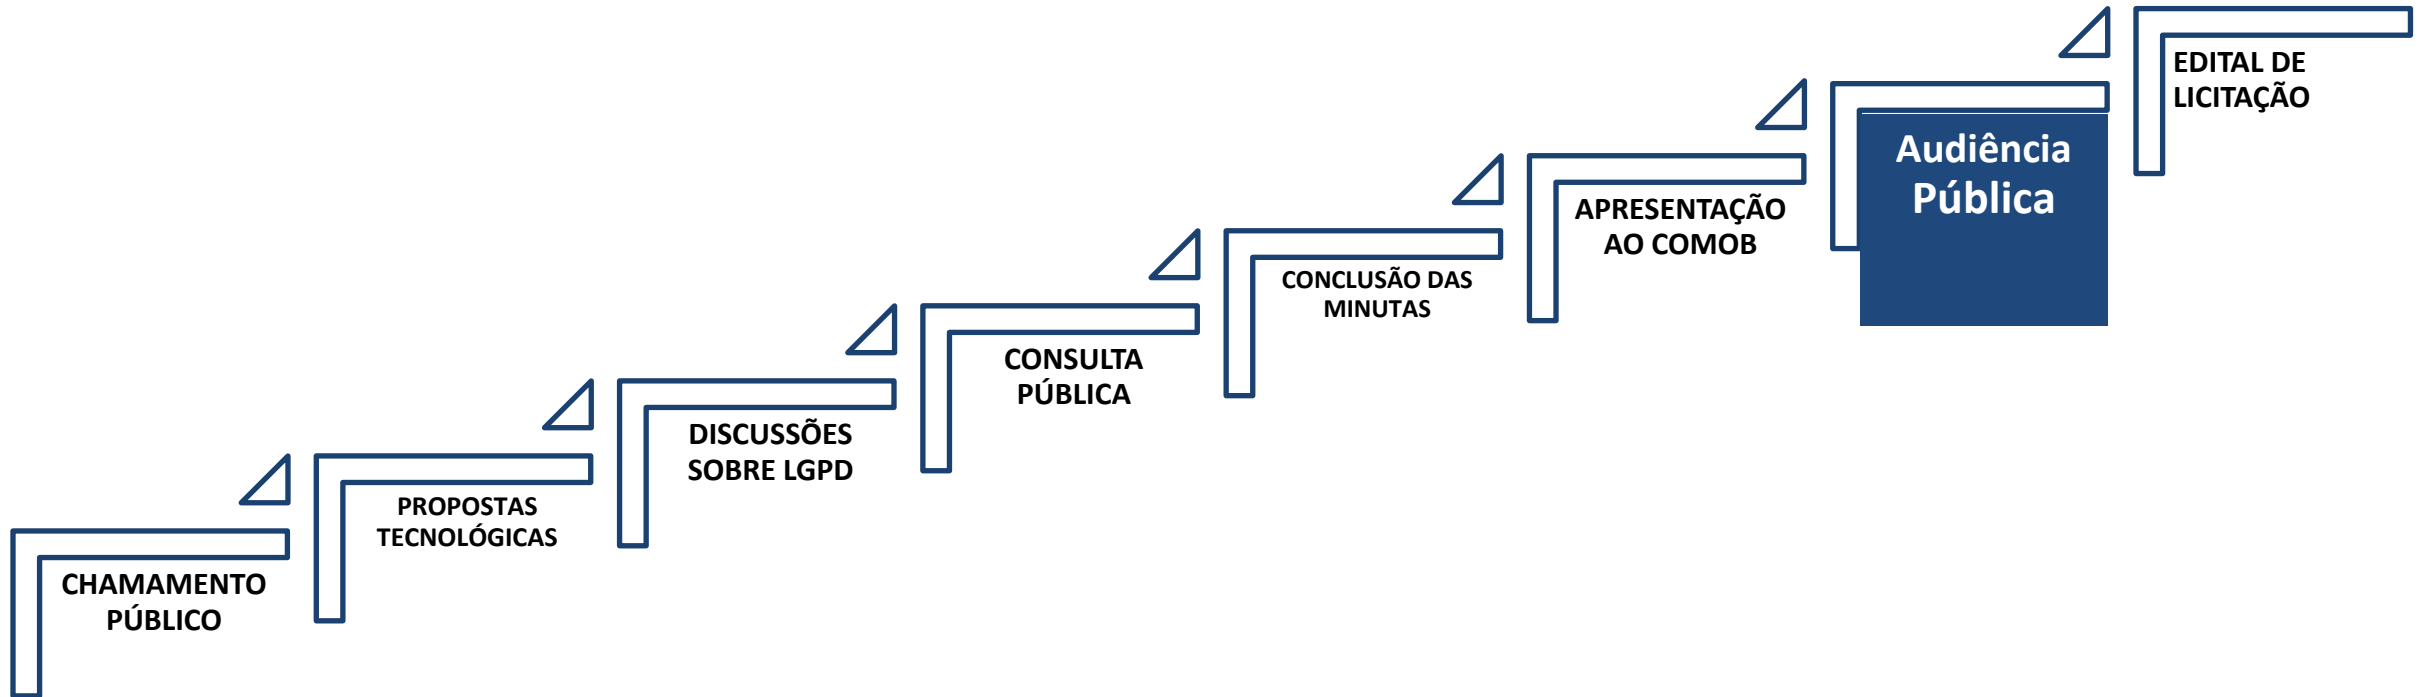 CHAMAMENTO
PÚBLICO
PROPOSTAS
TECNOLÓGICAS
DISCUSSÕES
SOBRE LGPD
CONSULTA
PÚBLICA
CONCLUSÃO DAS
MINUTAS
APRESENTAÇÃO
AO COMOB
Audiência
Pública
EDITAL DE
LICITAÇÃO